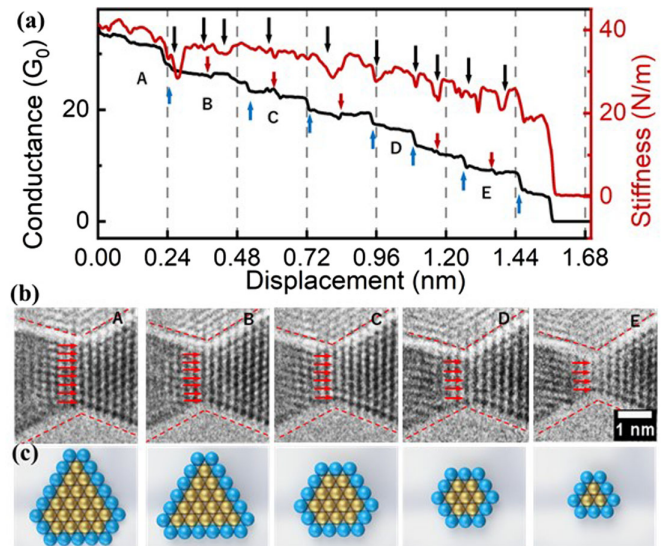 (a)
Conductance (G₀)
20
0
A
B
C
D
E
40
20
0
Stiffness (N/m)
0.00 0.24 0.48 0.72 0.96 1.20 1.44 1.68
Displacement (nm)
(b)
A
B
C
D
E
1 nm
(c)